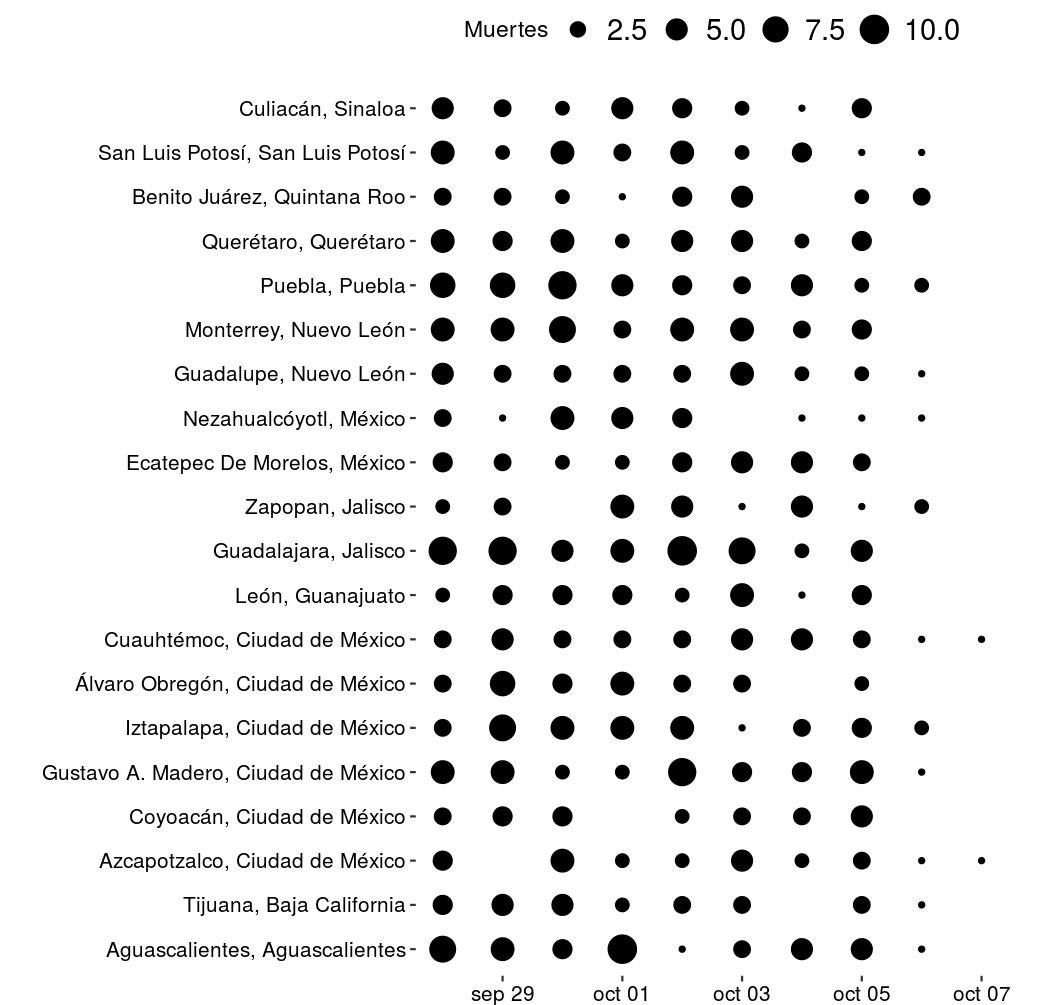 Muertes 2.5 5.0 7.5 10.0
Culiacán, Sinaloa
San Luis Potosí, San Luis Potosí
Benito Juárez, Quintana Roo
Querétaro, Querétaro
Puebla, Puebla
Monterrey, Nuevo León
Guadalupe, Nuevo León
Nezahualcóyotl, México
Ecatepec De Morelos, México
Zapopan, Jalisco
Guadalajara, Jalisco
León, Guanajuato
Cuauhtémoc, Ciudad de México
Álvaro Obregón, Ciudad de México
Iztapalapa, Ciudad de México
Gustavo A. Madero, Ciudad de México
Coyoacán, Ciudad de México
Azcapotzalco, Ciudad de México
Tijuana, Baja California
Aguascalientes, Aguascalientes
sep 29 oct 01 oct 03 oct 05 oct 07